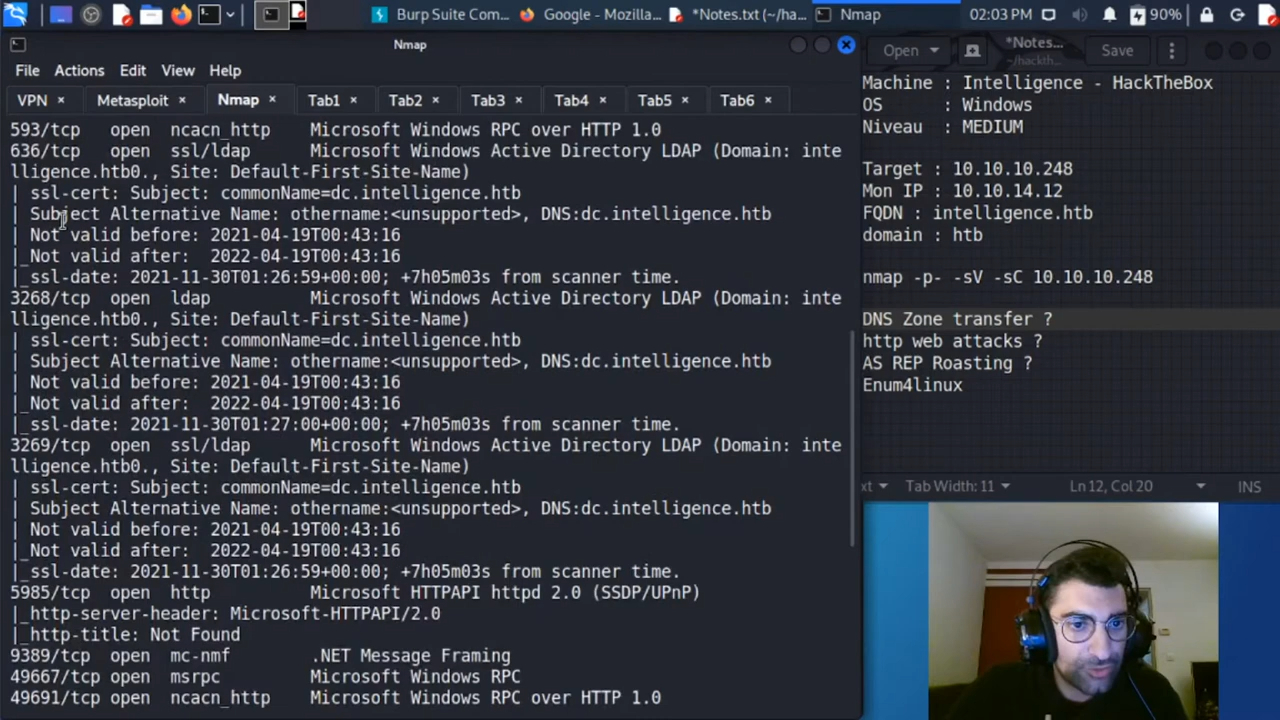 Burp Suite Com...
Google - Mozilla...
*Notes.txt (~/ha...
Nmap
02:03 PM
90%
Nmap
File Actions Edit View Help
VPN × Metasploit × Nmap × Tab1 × Tab2 × Tab3 × Tab4 × Tab5 × Tab6 ×
593/tcp open ncacn_http Microsoft Windows RPC over HTTP 1.0
636/tcp open ssl/ldap Microsoft Windows Active Directory LDAP (Domain: inte
lligence.htb0., Site: Default-First-Site-Name)
| ssl-cert: Subject: commonName=dc.intelligence.htb
| Subject Alternative Name: othername:<unsupported>, DNS:dc.intelligence.htb
| Not valid before: 2021-04-19T00:43:16
|_Not valid after: 2022-04-19T00:43:16
|_ssl-date: 2021-11-30T01:26:59+00:00; +7h05m03s from scanner time.
3268/tcp open ldap Microsoft Windows Active Directory LDAP (Domain: inte
lligence.htb0., Site: Default-First-Site-Name)
| ssl-cert: Subject: commonName=dc.intelligence.htb
| Subject Alternative Name: othername:<unsupported>, DNS:dc.intelligence.htb
| Not valid before: 2021-04-19T00:43:16
|_Not valid after: 2022-04-19T00:43:16
|_ssl-date: 2021-11-30T01:27:00+00:00; +7h05m03s from scanner time.
3269/tcp open ssl/ldap Microsoft Windows Active Directory LDAP (Domain: inte
lligence.htb0., Site: Default-First-Site-Name)
| ssl-cert: Subject: commonName=dc.intelligence.htb
| Subject Alternative Name: othername:<unsupported>, DNS:dc.intelligence.htb
| Not valid before: 2021-04-19T00:43:16
|_Not valid after: 2022-04-19T00:43:16
|_ssl-date: 2021-11-30T01:26:59+00:00; +7h05m03s from scanner time.
5985/tcp open http Microsoft HTTPAPI httpd 2.0 (SSDP/UPnP)
|_http-server-header: Microsoft-HTTPAPI/2.0
|_http-title: Not Found
9389/tcp open mc-nmf .NET Message Framing
49667/tcp open msrpc Microsoft Windows RPC
49691/tcp open ncacn_http Microsoft Windows RPC over HTTP 1.0
Open
*Notes...
~/hackth...
Save
Machine : Intelligence - HackTheBox
OS : Windows
Niveau : MEDIUM
Target : 10.10.10.248
Mon IP : 10.10.14.12
FQDN : intelligence.htb
domain : htb
nmap -p- -sV -sC 10.10.10.248
DNS Zone transfer ?
http web attacks ?
AS REP Roasting ?
Enum4linux
xt Tab Width: 11 Ln 12, Col 20 INS